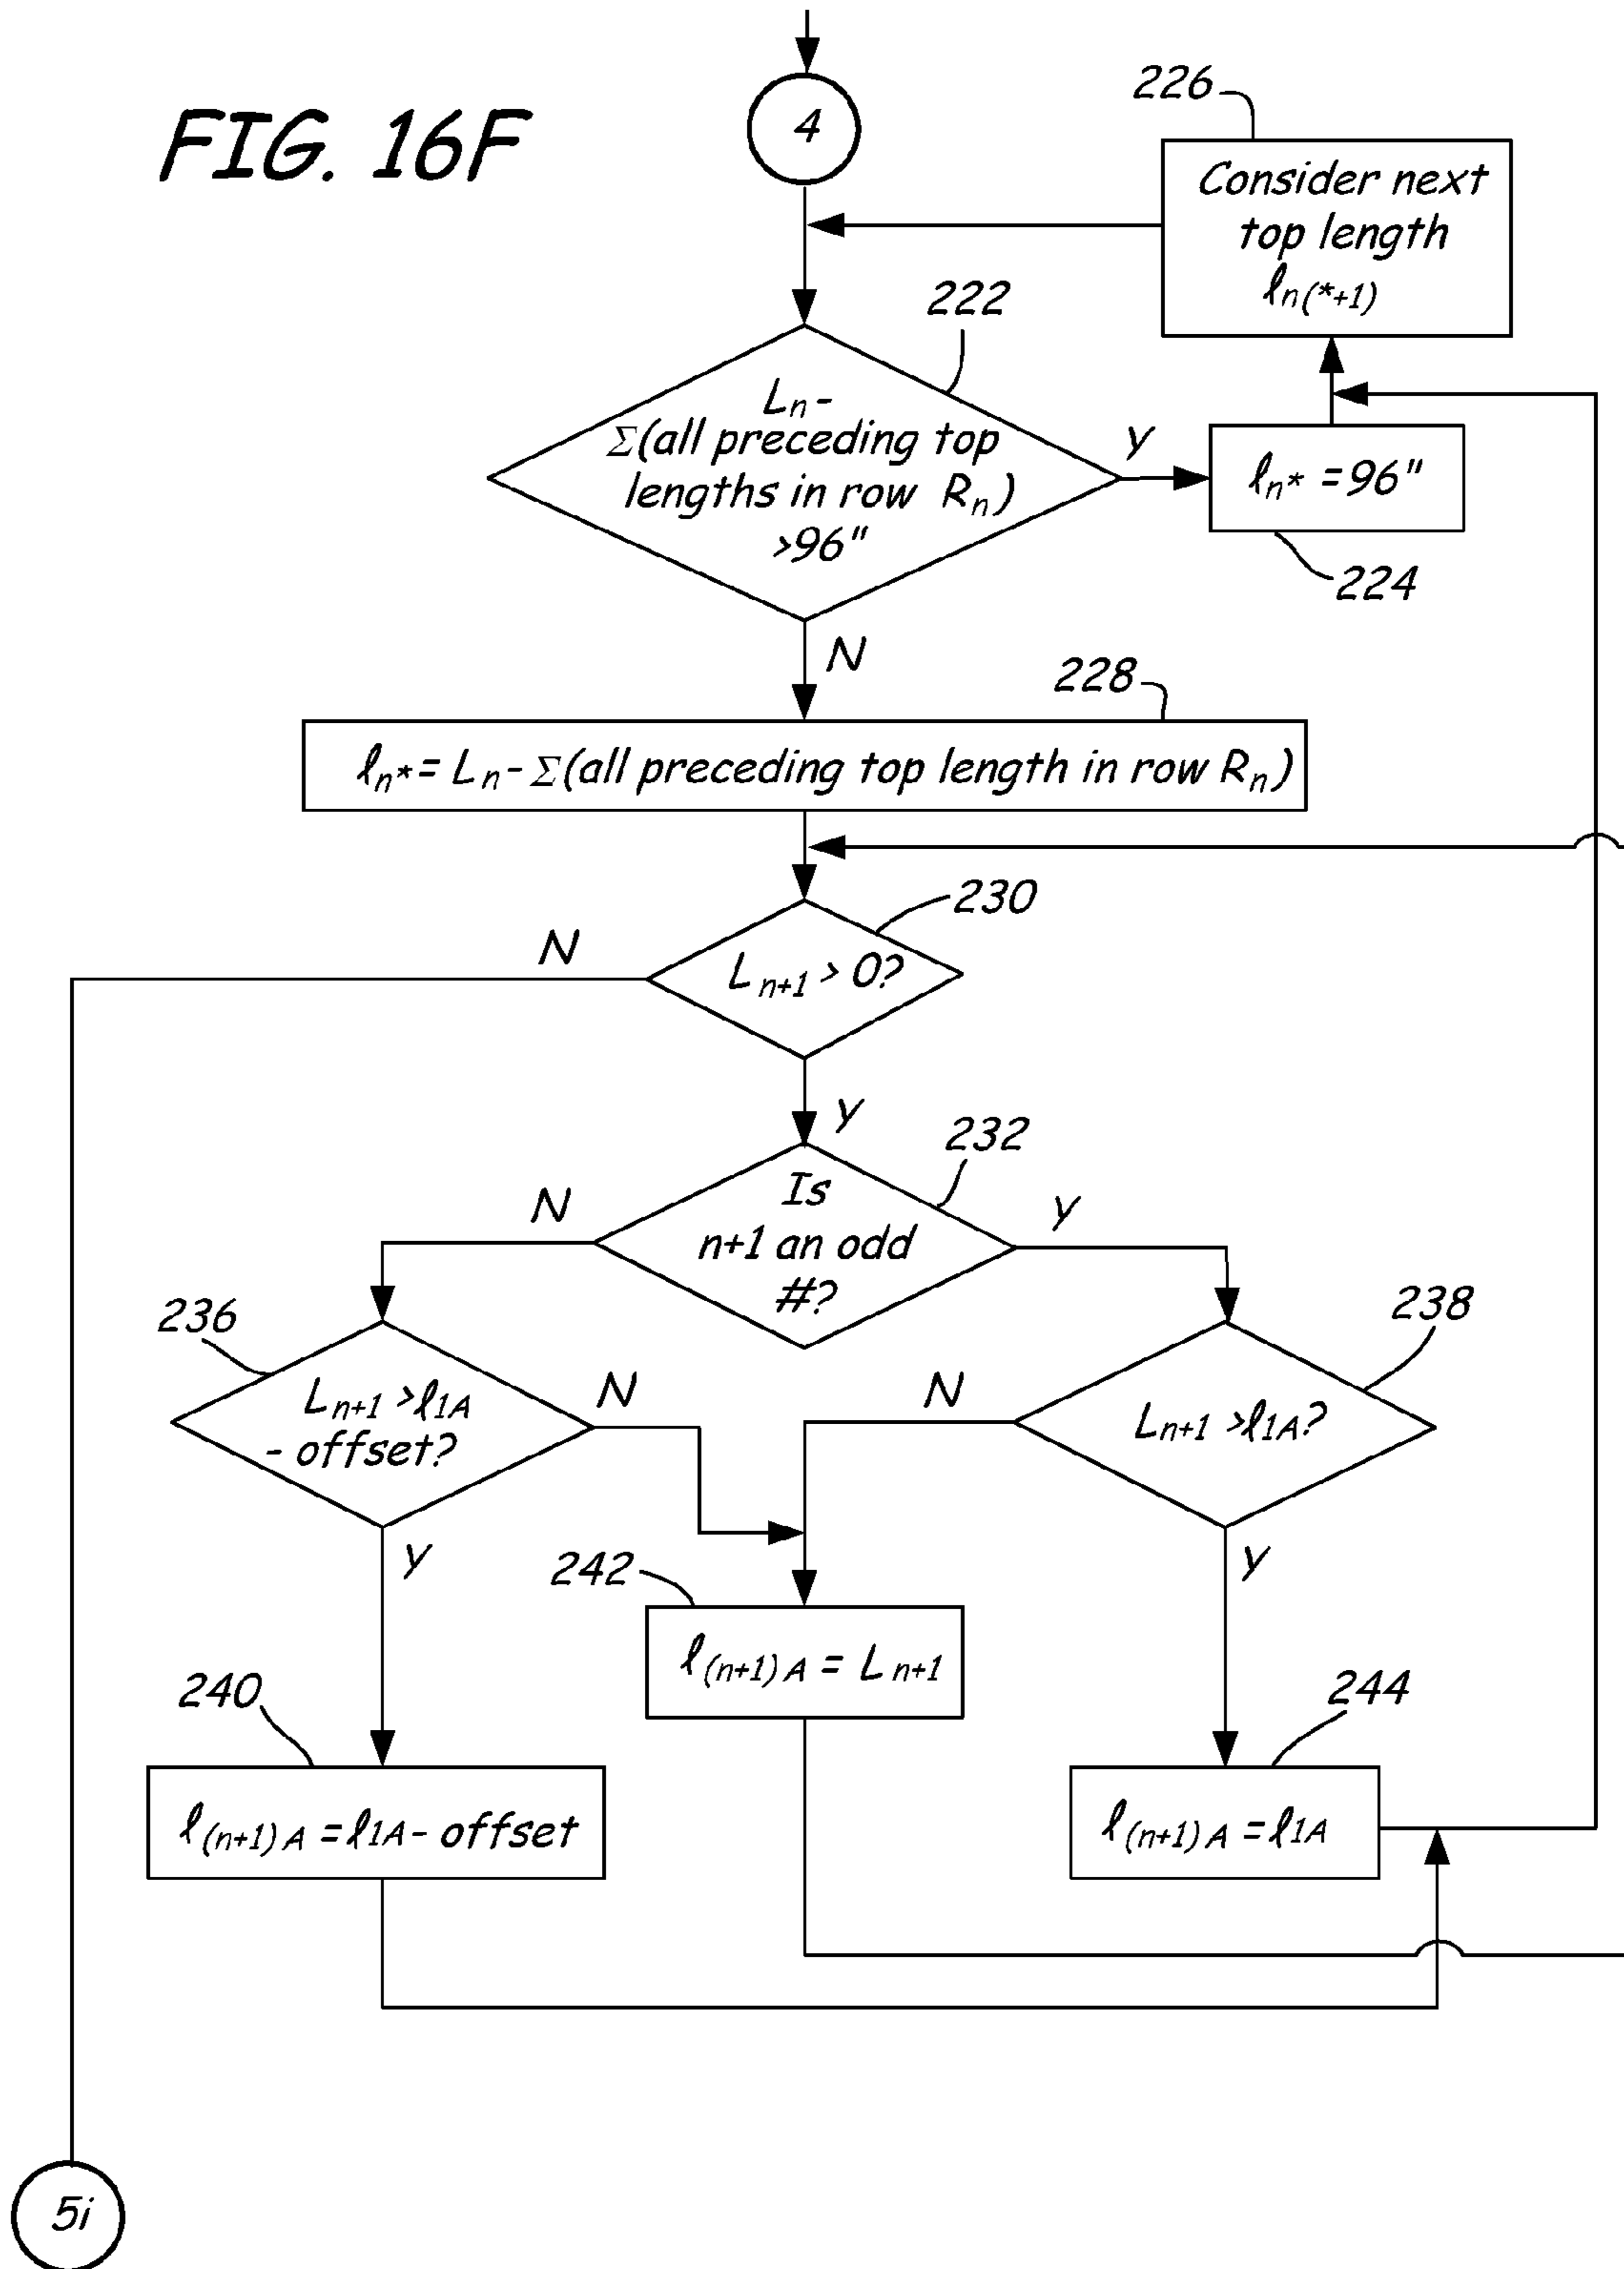 FIG. 16F
4
226
Consider next
top length
ℓn(*+1)
222
Ln -
Σ(all preceding top
lengths in row Rn)
>96"
Y
ℓn* = 96"
224
N
228
ℓn* = Ln - Σ(all preceding top length in row Rn)
230
N
Ln+1 > 0?
Y
232
N
Is
n+1 an odd
#?
Y
236
Ln+1 >ℓ1A
- offset?
N
238
N
Ln+1 >ℓ1A?
Y
Y
242
ℓ(n+1)A = Ln+1
240
ℓ(n+1)A = ℓ1A - offset
244
ℓ(n+1)A = ℓ1A
5i